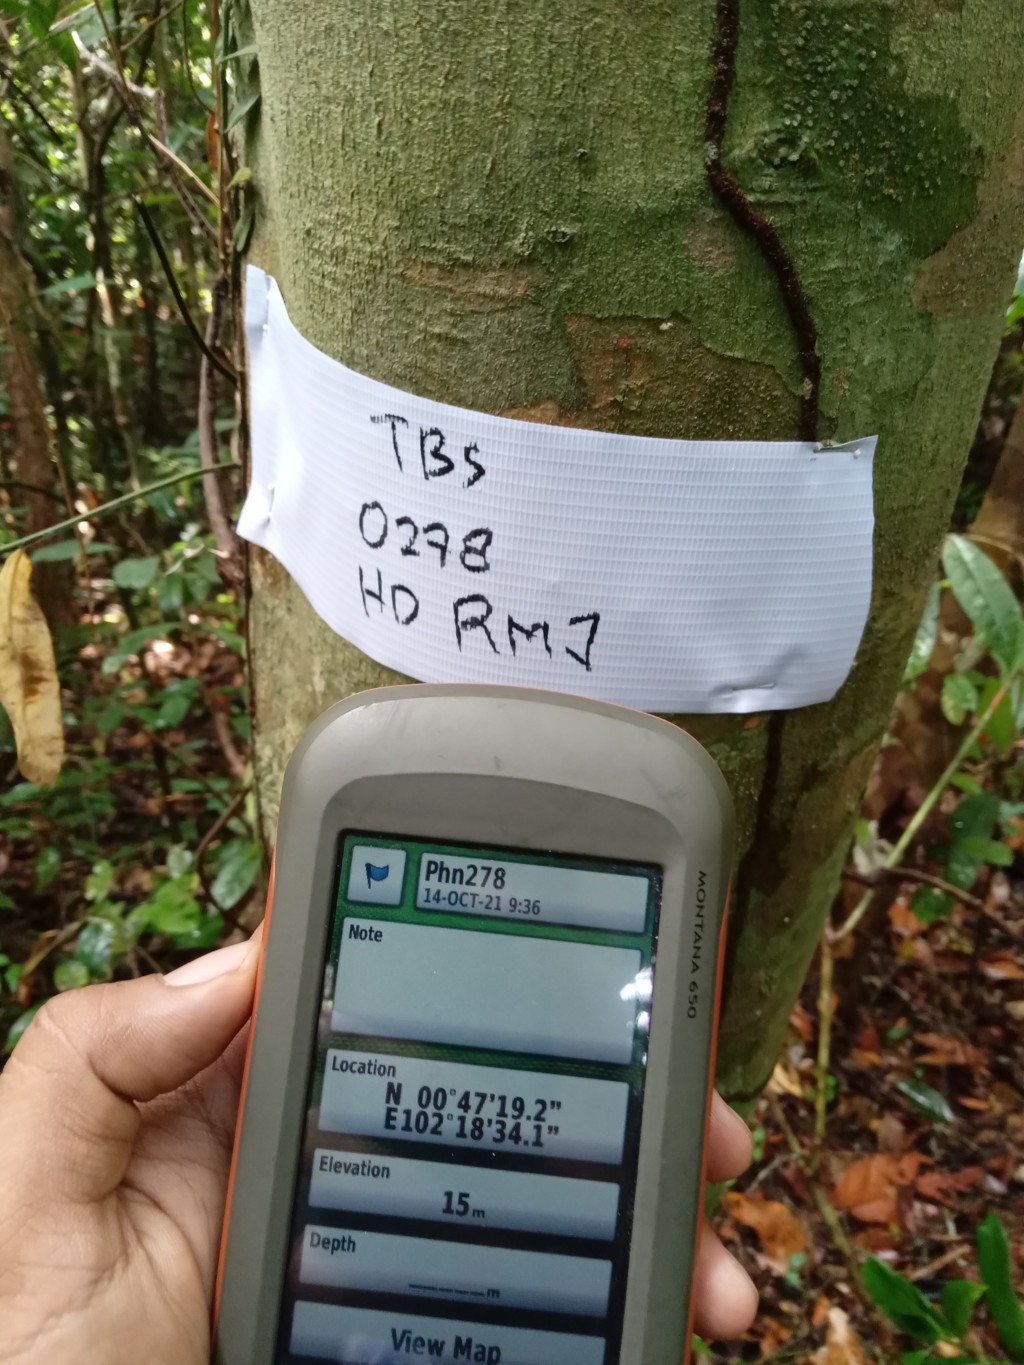 TBS
0278
HD RMJ
MONTANA 650
Phn278
14-OCT-21 9:36
Note
Location
N 00°47'19.2"
E102°18'34.1"
Elevation
15m
Depth
_____m
View Map